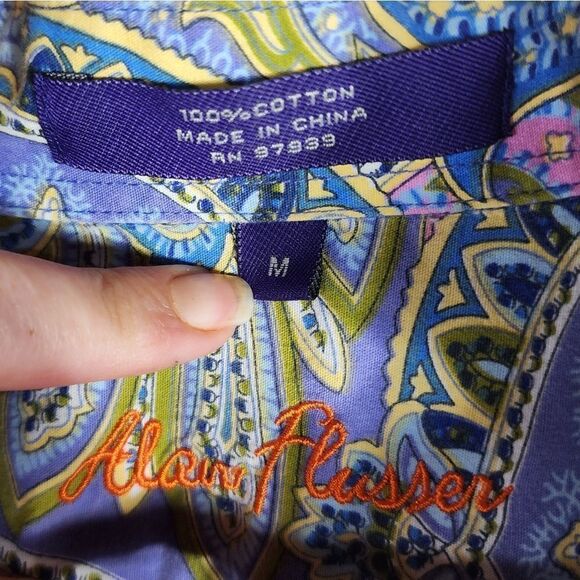 100% COTTON
MADE IN CHINA
RN 97939
M
Alan Flusser